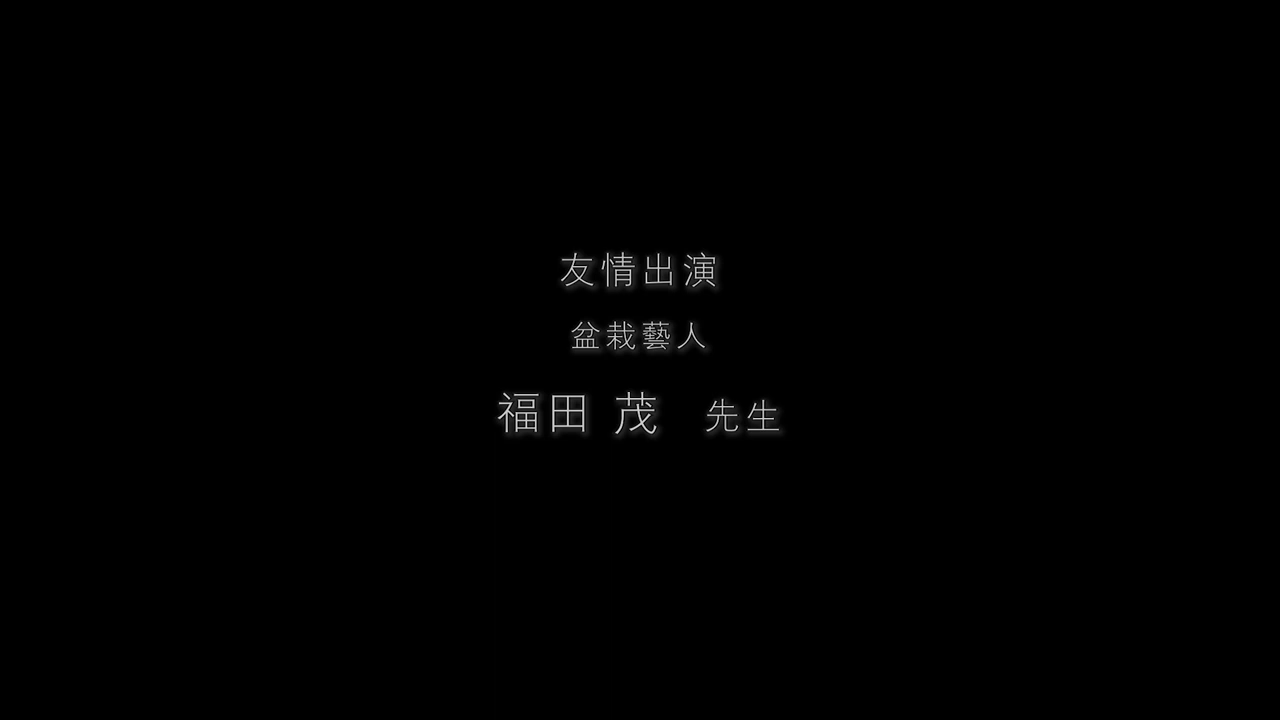 友情出演
盆栽藝人
福田 茂　先生